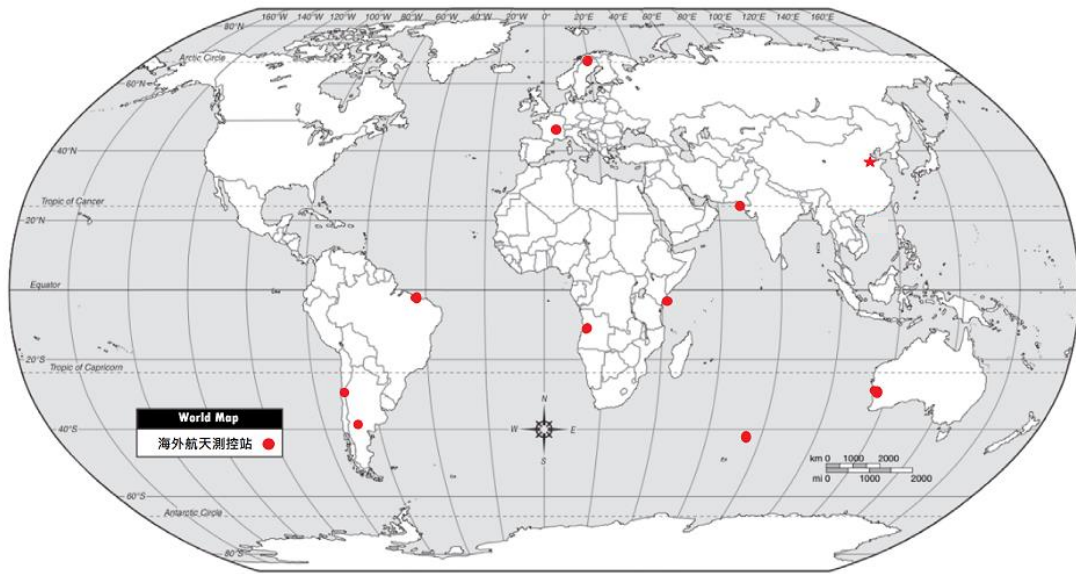 160°W 140°W 120°W 100°W 80°W 60°W 40°W 20°W 0° 20°E 40°E 60°E 80°E 100°E 120°E 140°E 160°E
80°N
Arctic Circle
60°N
40°N
Tropic of Cancer
20°N
Equator
20°S
Tropic of Capricorn
World Map
海外航天測控站
N
W E
S
40°S
km 0 1000 2000
mi 0 1000 2000
60°S
Antarctic Circle
80°S